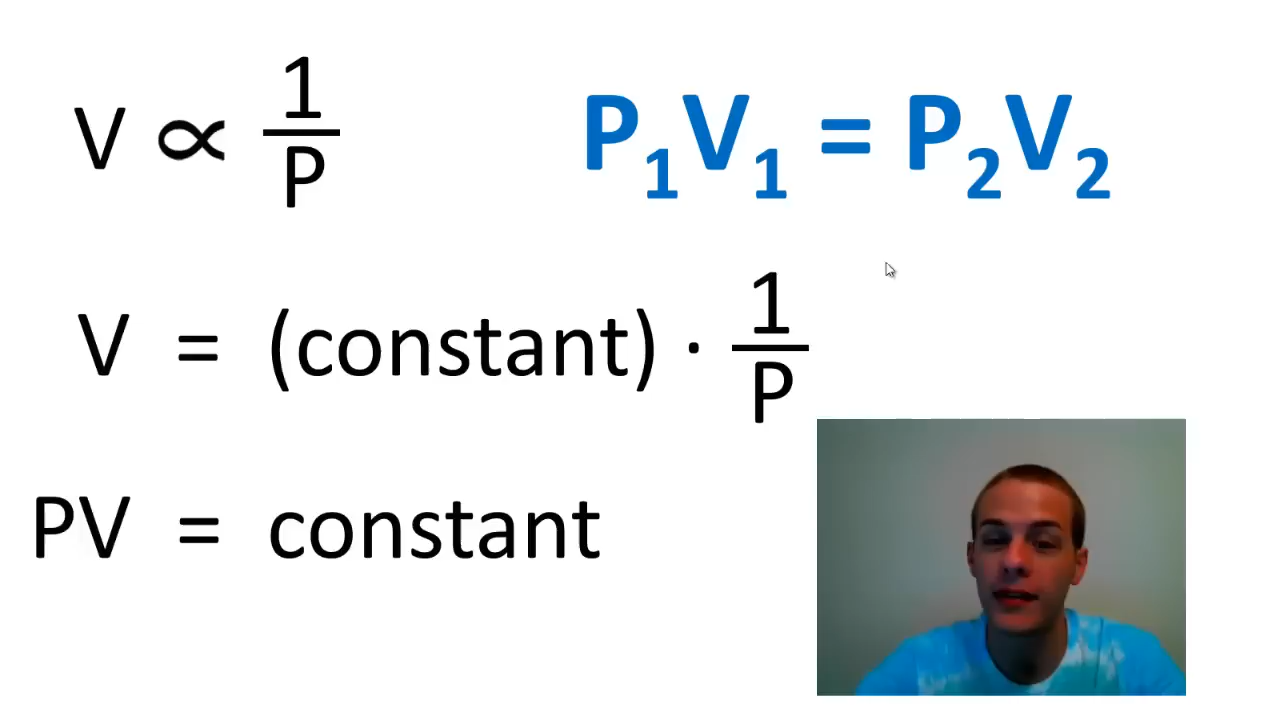 V ∝ 1/P
P₁V₁ = P₂V₂
V = (constant) · 1/P
PV = constant